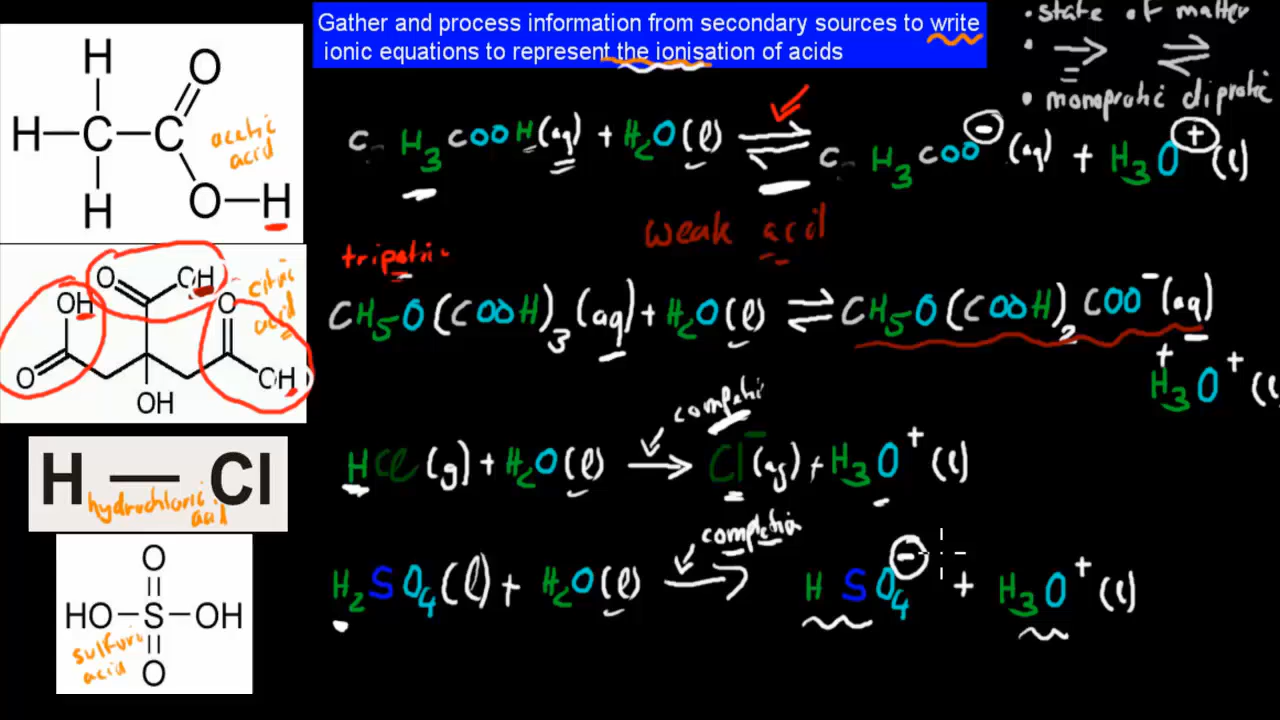 Gather and process information from secondary sources to write
ionic equations to represent the ionisation of acids
• state of matter
• → ⇌
• monoprotic diprotic
H
O
H C C
H
O H
acetic
acid
CH3COOH(aq) + H2O(l) ⇌ CH3COO⁻(aq) + H3O⁺(l)
weak acid
O OH
OH O
O OH
OH
citric
acid
CH5O(COOH)3(aq) + H2O(l) ⇌ CH5O(COOH)2COO⁻(aq)
+
H3O⁺(l
H — Cl
hydrochloric
acid
HCl(g) + H2O(l) → Cl⁻(aq) + H3O⁺(l)
completion
H2SO4(l) + H2O(l) → HSO4⁻ + H3O⁺(l)
O
HO S OH
O
sulfuric
acid